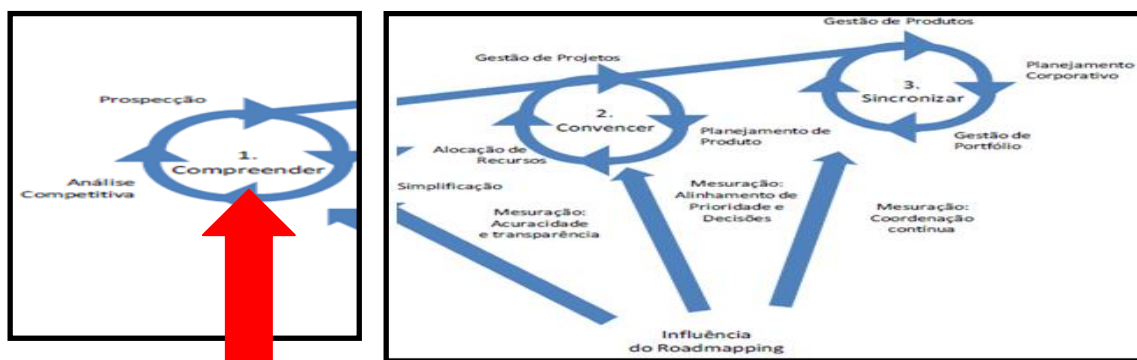 Prospecção
1.
Compreender
Análise
Competitiva
Gestão de Produtos
Gestão de Projetos
3.
Sincronizar
Planejamento
Corporativo
2.
Convencer
Planejamento de
Produto
Gestão de
Portfólio
Alocação de
Recursos
Simplificação
Mesuração:
Acuracidade
e transparência
Mesuração:
Alinhamento de
Prioridade e
Decisões
Mesuração:
Coordenação
contínua
Influência
do Roadmapping